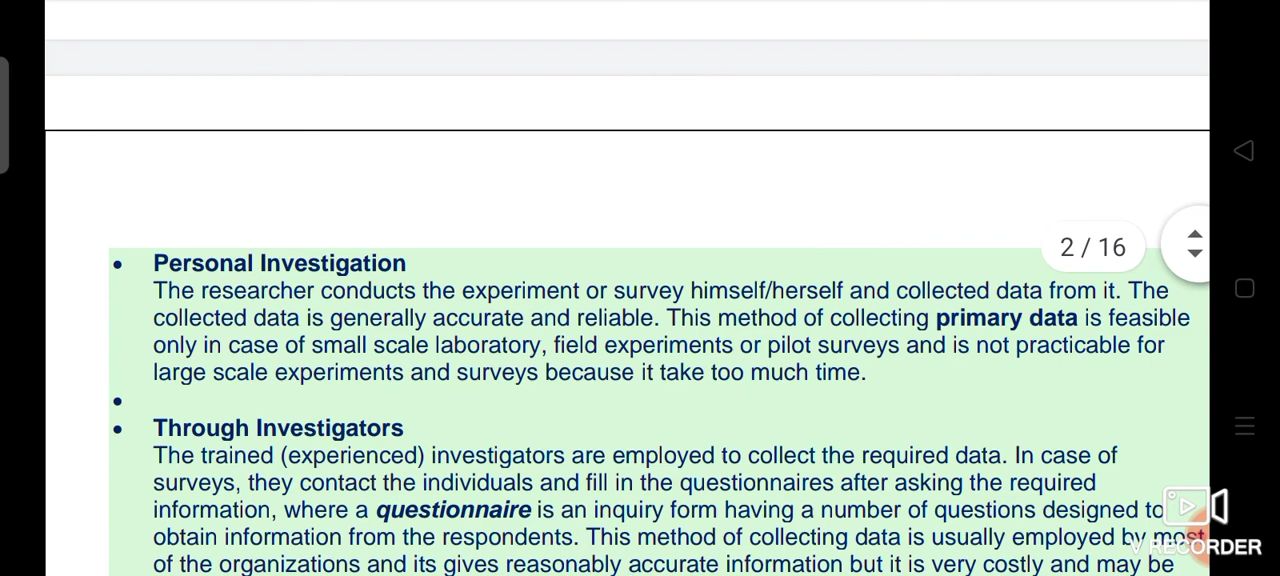 2 / 16
• Personal Investigation
The researcher conducts the experiment or survey himself/herself and collected data from it. The
collected data is generally accurate and reliable. This method of collecting primary data is feasible
only in case of small scale laboratory, field experiments or pilot surveys and is not practicable for
large scale experiments and surveys because it take too much time.
•
• Through Investigators
The trained (experienced) investigators are employed to collect the required data. In case of
surveys, they contact the individuals and fill in the questionnaires after asking the required
information, where a questionnaire is an inquiry form having a number of questions designed to
obtain information from the respondents. This method of collecting data is usually employed by most
of the organizations and its gives reasonably accurate information but it is very costly and may be
V RECORDER